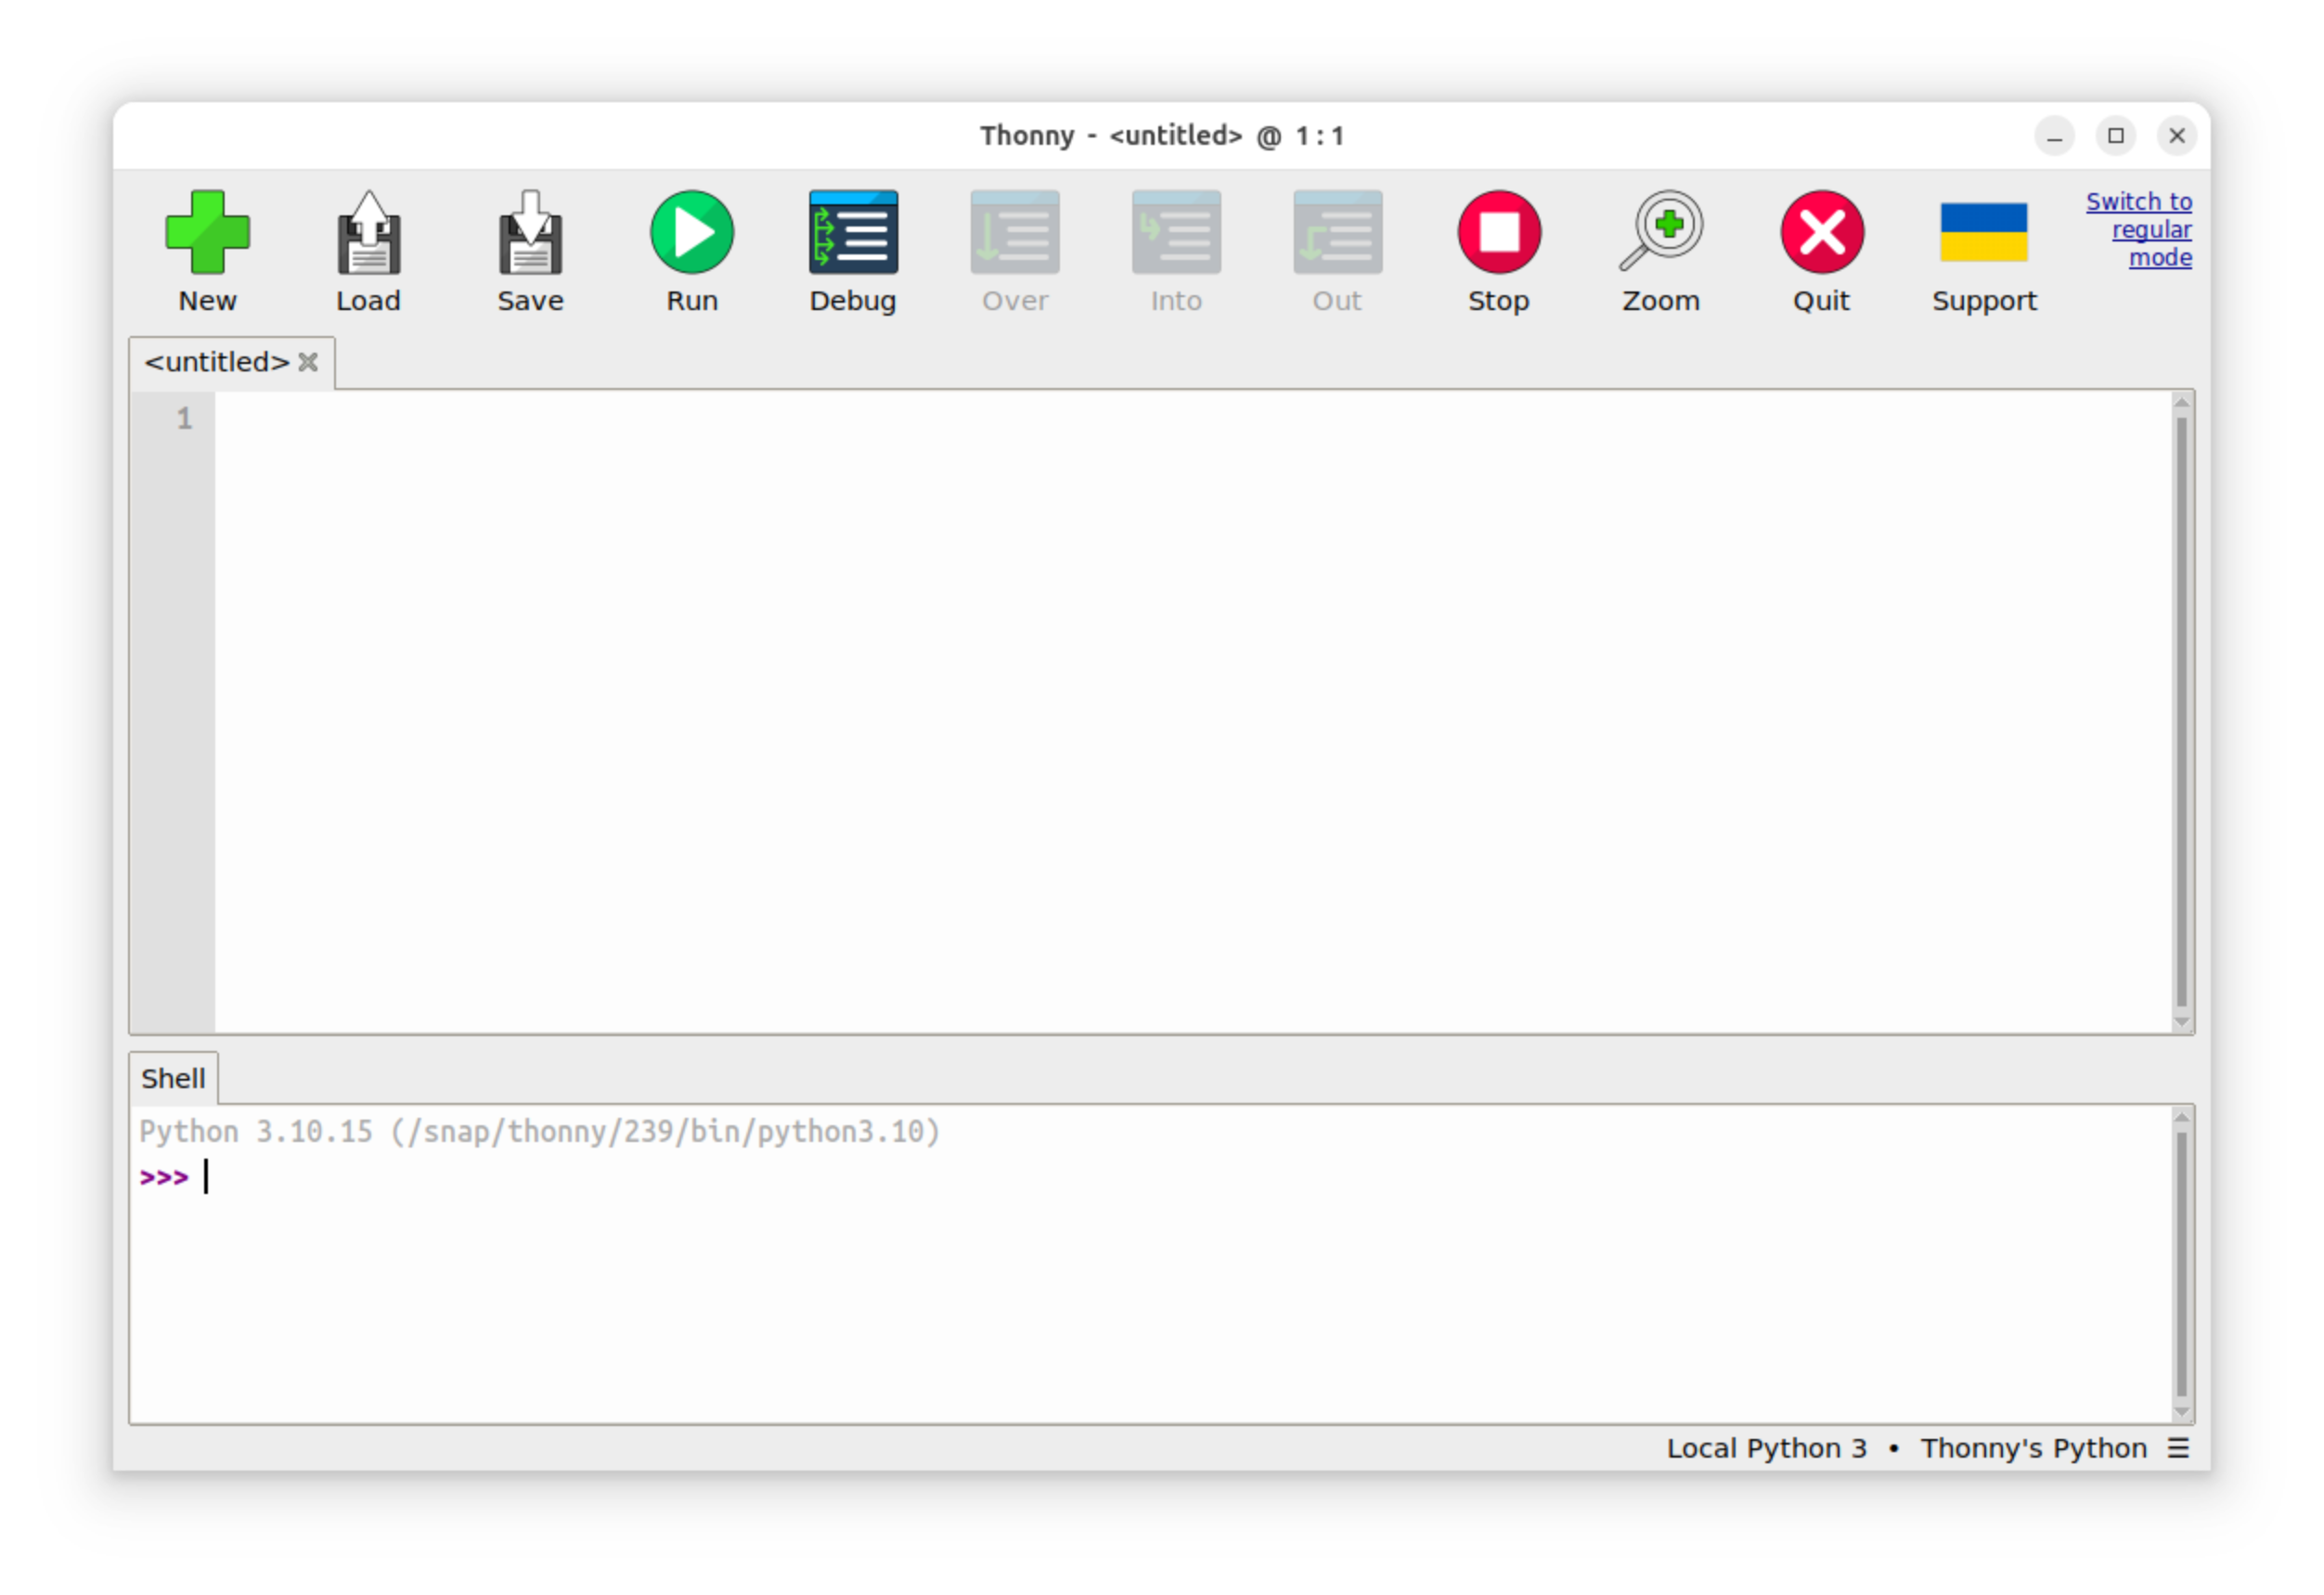 Thonny - <untitled> @ 1:1
New Load Save Run Debug Over Into Out Stop Zoom Quit Support
Switch to
regular
mode
<untitled>
1
Shell
Python 3.10.15 (/snap/thonny/239/bin/python3.10)
>>>
Local Python 3 • Thonny's Python ☰